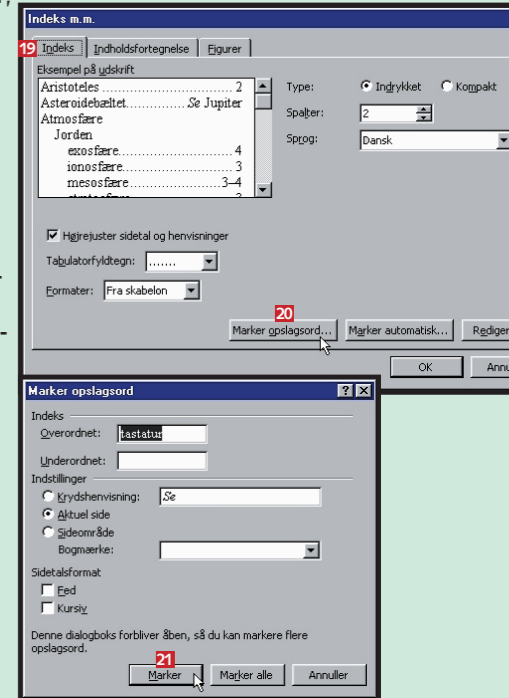 Indeks m.m.
19 Indeks Indholdsfortegnelse Figurer
Eksempel på udskrift
Aristoteles............................ 2
Asteroidebæltet.............. Se Jupiter
Atmosfære
Jorden
exosfære......................... 4
ionosfære....................... 3
mesosfære.....................3–4
Type: Indrykket Kompakt
Spalter: 2
Sprog: Dansk
Højrejuster sidetal og henvisninger
Tabulatorfyldtegn: .......
Formater: Fra skabelon
20
Marker opslagsord... Marker automatisk... Rediger
OK Annu
Marker opslagsord
Indeks
Overordnet: tastatur
Underordnet:
Indstillinger
Krydshenvisning: Se
Aktuel side
Sideområde
Bogmærke:
Sidetalsformat
Fed
Kursiv
Denne dialogboks forbliver åben, så du kan markere flere
opslagsord.
21
Marker Marker alle Annuller